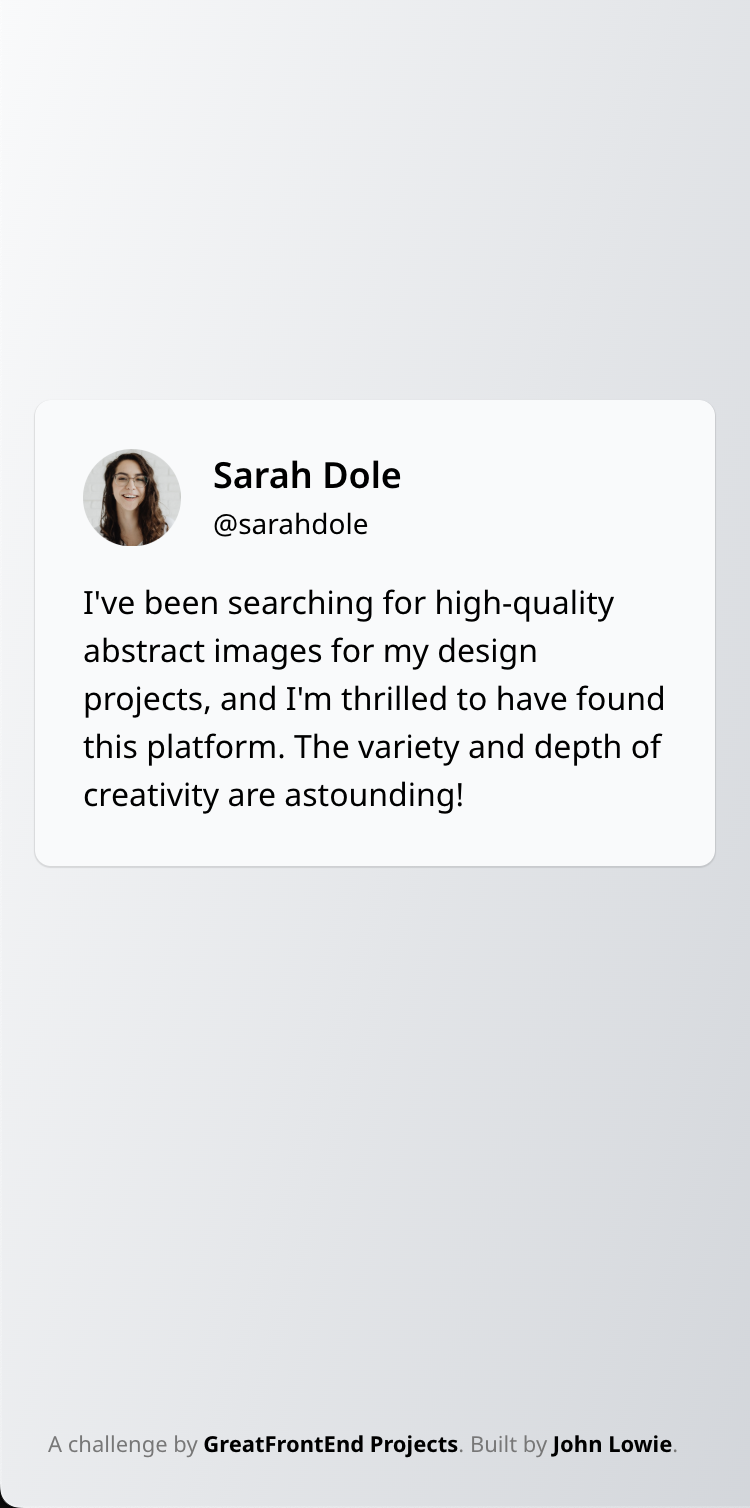 Sarah Dole
@sarahdole
I've been searching for high-quality
abstract images for my design
projects, and I'm thrilled to have found
this platform. The variety and depth of
creativity are astounding!
A challenge by GreatFrontEnd Projects. Built by John Lowie.